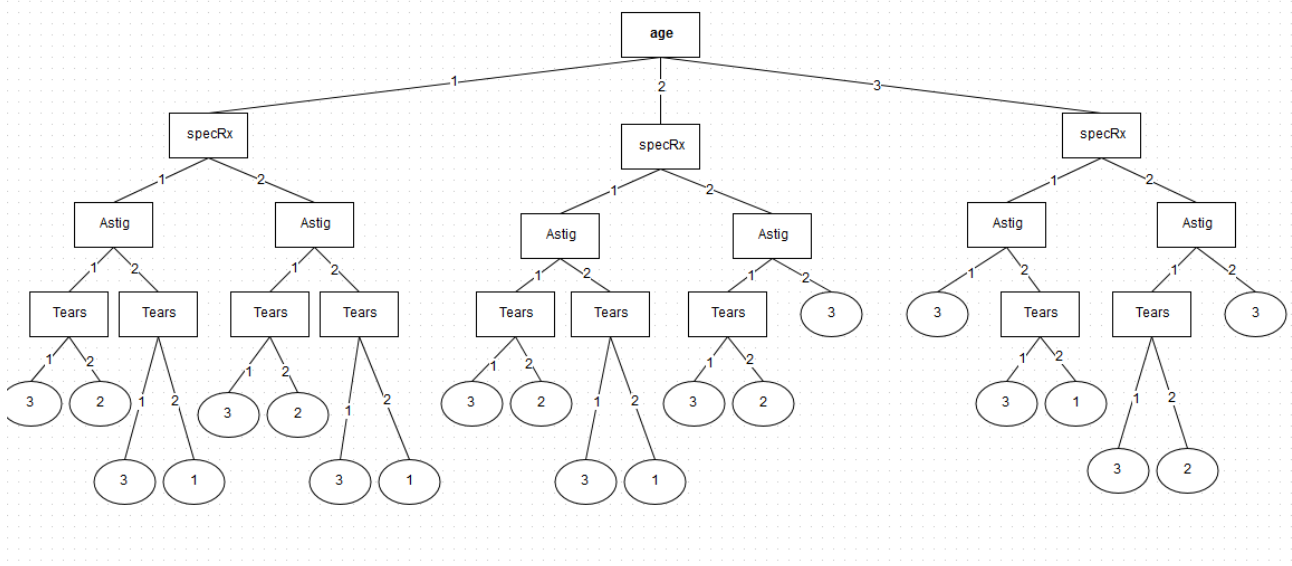 age
1 2 3
specRx specRx specRx
1 2 1 2 1 2
Astig Astig Astig Astig Astig Astig
1 2 1 2 1 2 1 2 1 2 1 2
Tears Tears Tears Tears Tears Tears Tears 3 3 Tears Tears 3
1 2 1 2 1 2 1 2 1 2 1 2 1 2 1 2 1 2
3 2 3 2 3 2 3 2 3 1
3 1 3 1 3 1 3 2